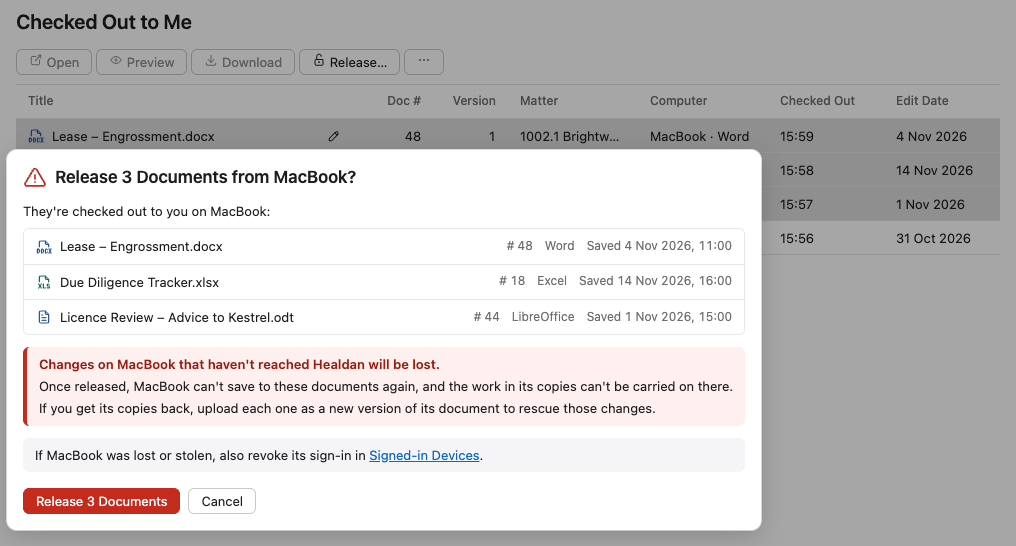 Checked Out to Me
Open Preview Download Release... ...
Title Doc # Version Matter Computer Checked Out Edit Date
DOCX Lease – Engrossment.docx 48 1 1002.1 Brightw... MacBook · Word 15:59 4 Nov 2026
15:58 14 Nov 2026
15:57 1 Nov 2026
15:56 31 Oct 2026
Release 3 Documents from MacBook?
They're checked out to you on MacBook:
DOCX Lease – Engrossment.docx # 48 Word Saved 4 Nov 2026, 11:00
XLS Due Diligence Tracker.xlsx # 18 Excel Saved 14 Nov 2026, 16:00
Licence Review – Advice to Kestrel.odt # 44 LibreOffice Saved 1 Nov 2026, 15:00
Changes on MacBook that haven't reached Healdan will be lost.
Once released, MacBook can't save to these documents again, and the work in its copies can't be carried on there.
If you get its copies back, upload each one as a new version of its document to rescue those changes.
If MacBook was lost or stolen, also revoke its sign-in in Signed-in Devices.
Release 3 Documents Cancel